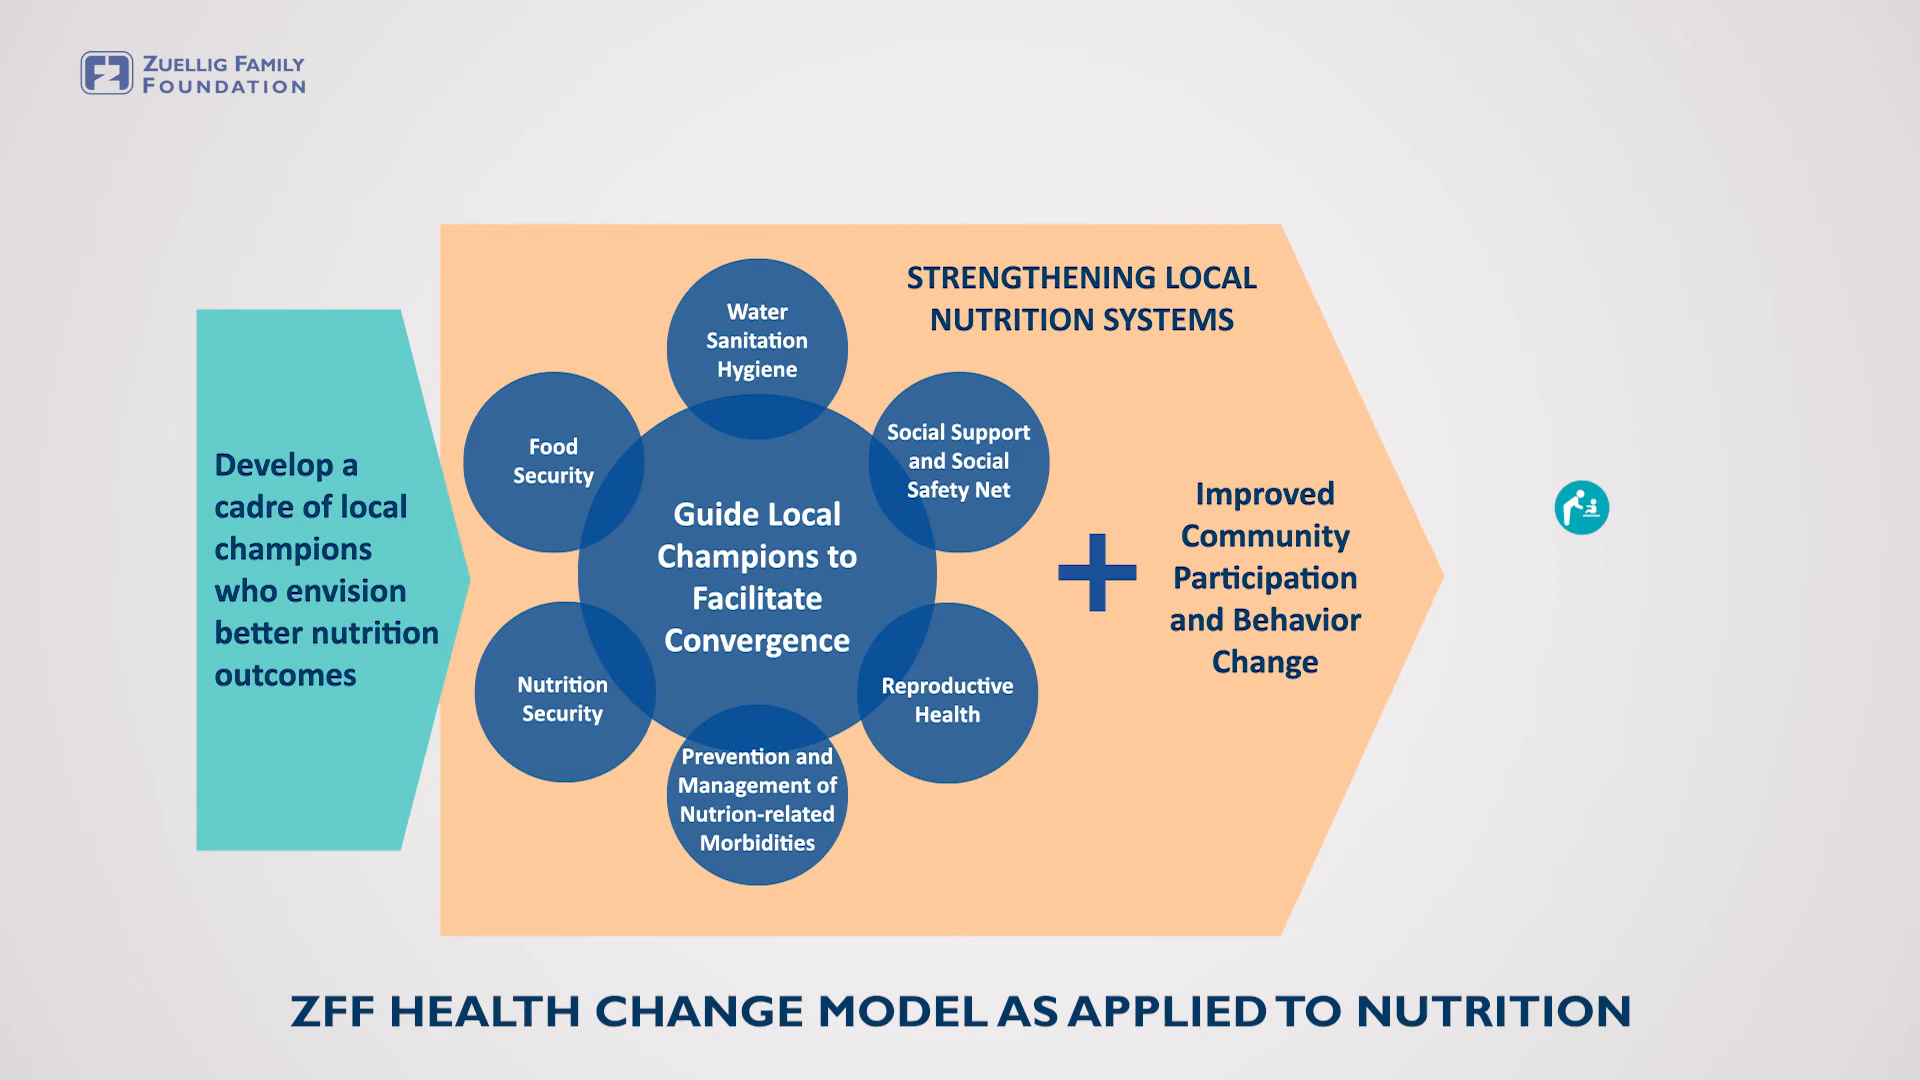 ZUELLIG FAMILY
FOUNDATION
Develop a
cadre of local
champions
who envision
better nutrition
outcomes
STRENGTHENING LOCAL
NUTRITION SYSTEMS
Water
Sanitation
Hygiene
Food
Security
Social Support
and Social
Safety Net
Guide Local
Champions to
Facilitate
Convergence
Nutrition
Security
Reproductive
Health
Prevention and
Management of
Nutrion-related
Morbidities
+
Improved
Community
Participation
and Behavior
Change
ZFF HEALTH CHANGE MODEL AS APPLIED TO NUTRITION